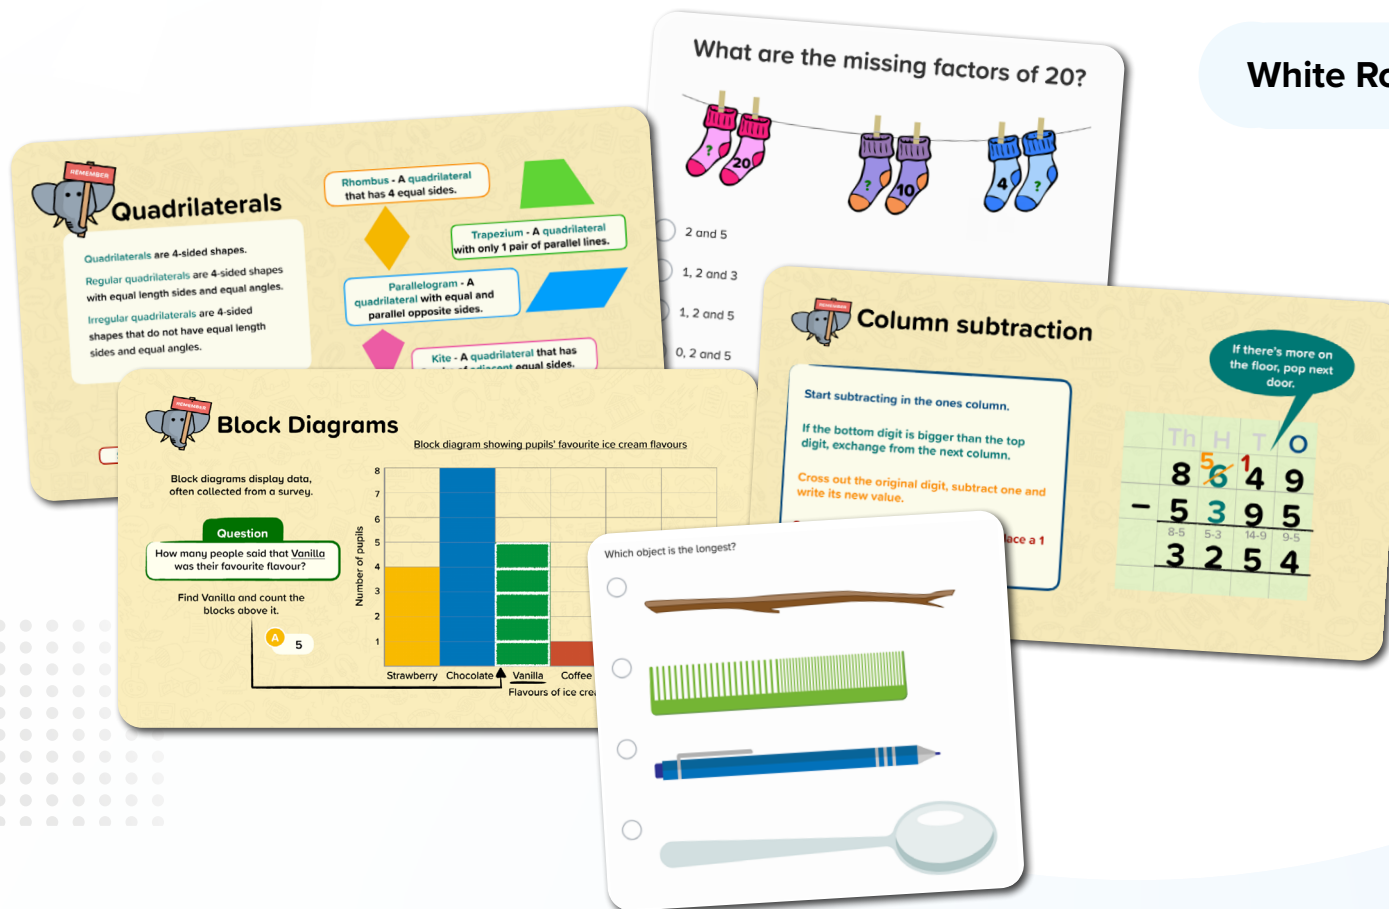 What are the missing factors of 20?
?
20
?
10
4
?
2 and 5
1, 2 and 3
1, 2 and 5
0, 2 and 5
White
REMEMBER
Quadrilaterals
Quadrilaterals are 4-sided shapes.
Regular quadrilaterals are 4-sided shapes
with equal length sides and equal angles.
Irregular quadrilaterals are 4-sided
shapes that do not have equal length
sides and equal angles.
Rhombus - A quadrilateral
that has 4 equal sides.
Trapezium - A quadrilateral
with only 1 pair of parallel lines.
Parallelogram - A
quadrilateral with equal and
parallel opposite sides.
Kite - A quadrilateral that has
of adjacent equal sides.
REMEMBER
Column subtraction
If there's more on
the floor, pop next
door.
Start subtracting in the ones column.
If the bottom digit is bigger than the top
digit, exchange from the next column.
Cross out the original digit, subtract one and
write its new value.
a 1
Th H T O
5 1
8 6 4 9
− 5 3 9 5
8-5 5-3 14-9 9-5
3 2 5 4
REMEMBER
Block Diagrams
Block diagrams display data,
often collected from a survey.
Question
How many people said that Vanilla
was their favourite flavour?
Find Vanilla and count the
blocks above it.
A 5
Block diagram showing pupils' favourite ice cream flavours
Number of pupils
8
7
6
5
4
3
2
1
Strawberry Chocolate Vanilla Coffee
Flavours of ice
Which object is the longest?